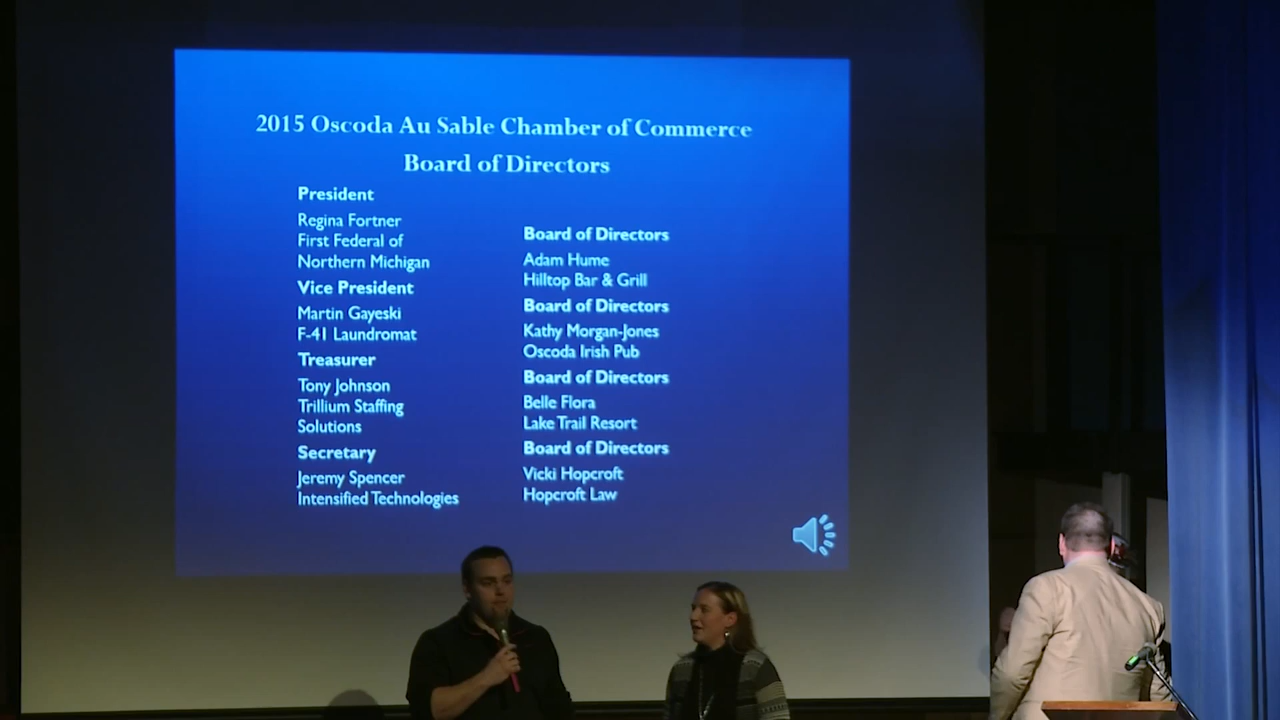 2015 Oscoda Au Sable Chamber of Commerce
Board of Directors
President
Regina Fortner
First Federal of
Northern Michigan
Vice President
Martin Gayeski
F-41 Laundromat
Treasurer
Tony Johnson
Trillium Staffing
Solutions
Secretary
Jeremy Spencer
Intensified Technologies
Board of Directors
Adam Hume
Hilltop Bar & Grill
Board of Directors
Kathy Morgan-Jones
Oscoda Irish Pub
Board of Directors
Belle Flora
Lake Trail Resort
Board of Directors
Vicki Hopcroft
Hopcroft Law